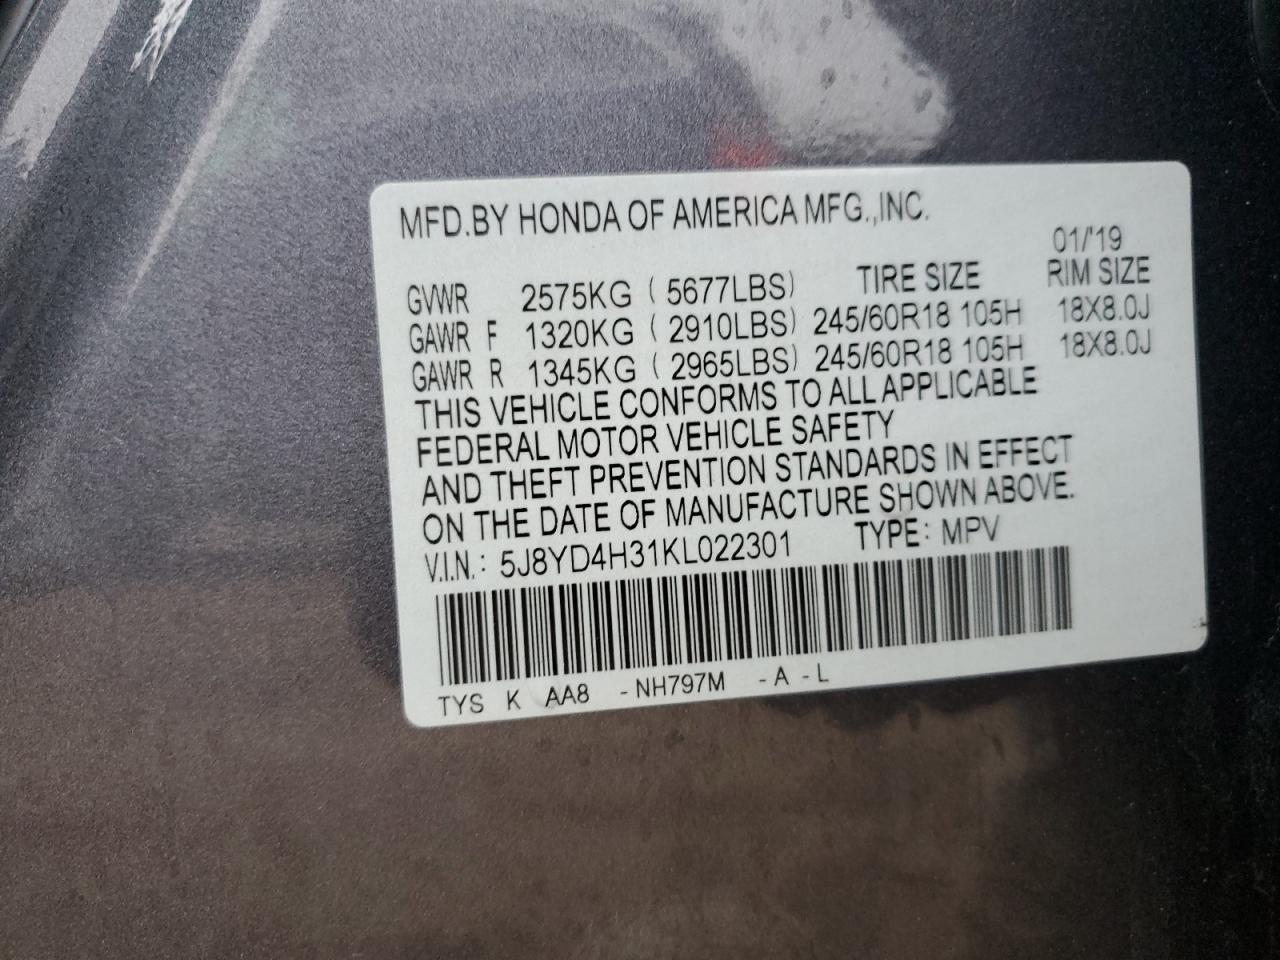 MFD.BY HONDA OF AMERICA MFG.,INC.
01/'19
GVWR 2575KG ( 5677LBS) TIRE SIZE RIM SIZE
GAWR F 1320KG ( 2910LBS) 245/60R18 105H 18X8.0J
GAWR R 1345KG ( 2965LBS) 245/60R18 105H 18X8.0J
THIS VEHICLE CONFORMS TO ALL APPLICABLE
FEDERAL MOTOR VEHICLE SAFETY
AND THEFT PREVENTION STANDARDS IN EFFECT
ON THE DATE OF MANUFACTURE SHOWN ABOVE.
V.I.N.: 5J8YD4H31KL022301 TYPE: MPV
TYS K AA8 -NH797M -A -L